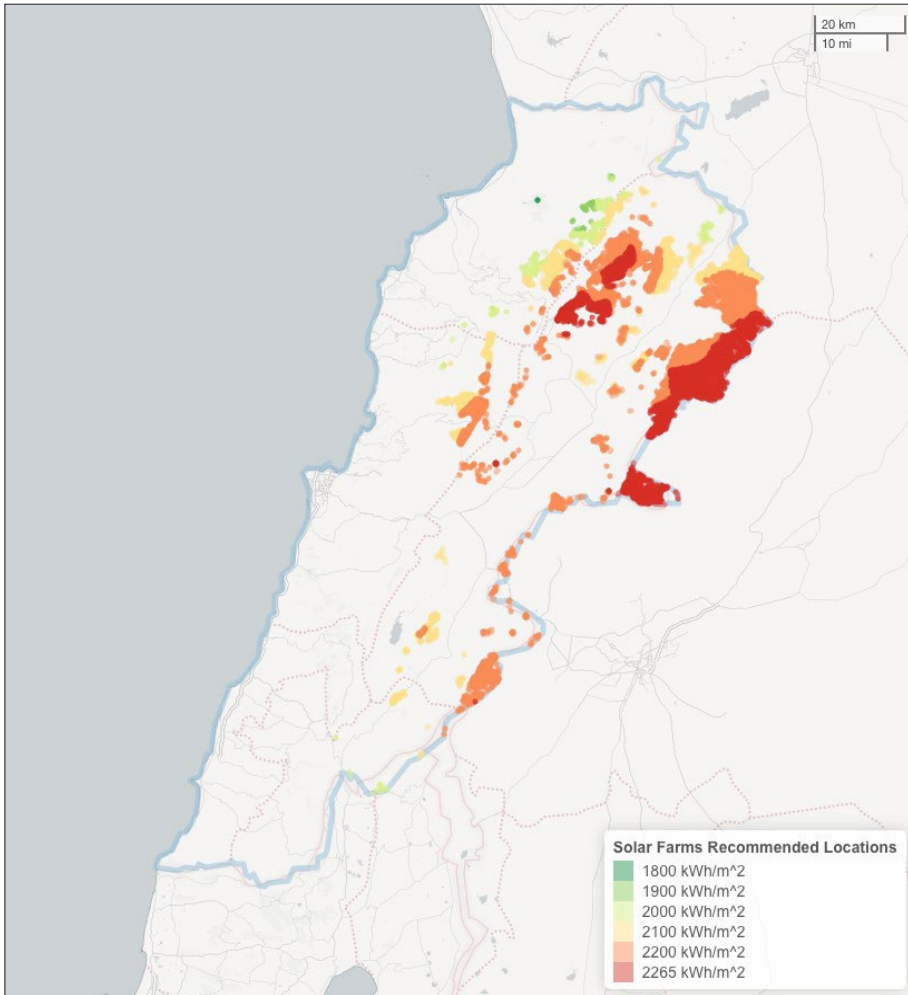 20 km
10 mi
Solar Farms Recommended Locations
1800 kWh/m^2
1900 kWh/m^2
2000 kWh/m^2
2100 kWh/m^2
2200 kWh/m^2
2265 kWh/m^2